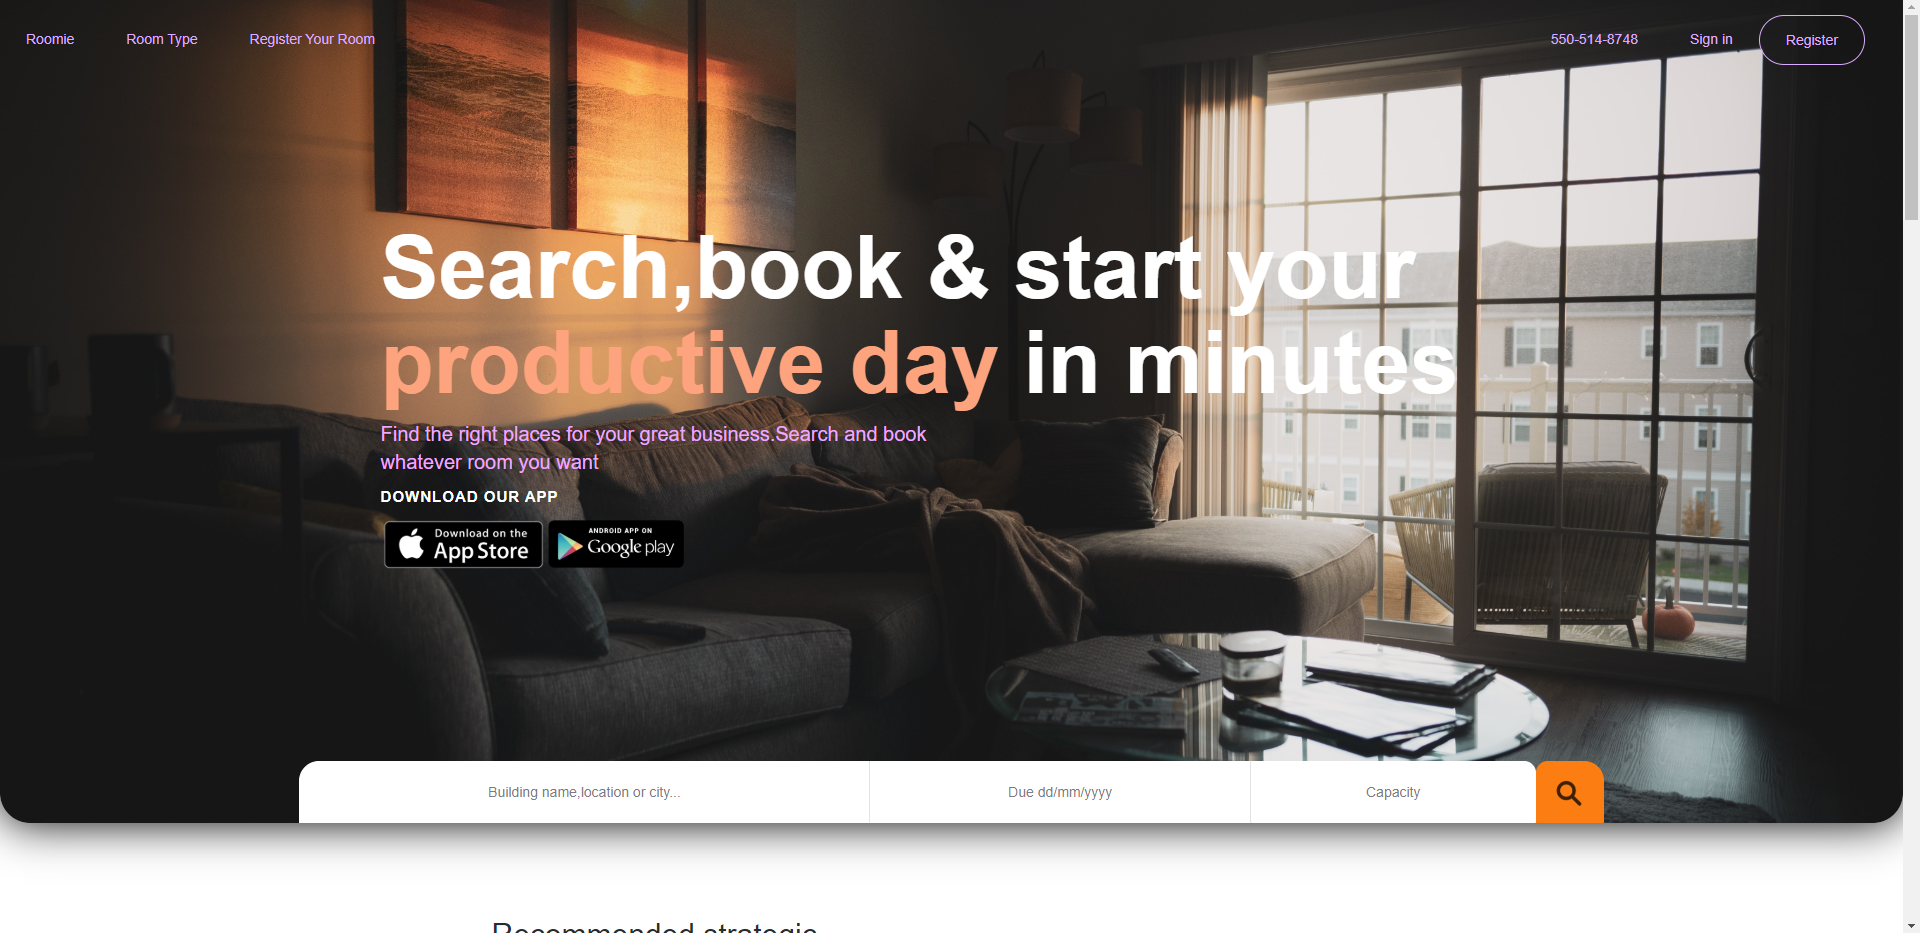 Roomie Room Type Register Your Room 550-514-8748 Sign in Register
Search,book & start your
productive day in minutes
Find the right places for your great business.Search and book
whatever room you want
DOWNLOAD OUR APP
Download on the
App Store
ANDROID APP ON
Google play
Building name,location or city... Due dd/mm/yyyy Capacity
Recommended strategic